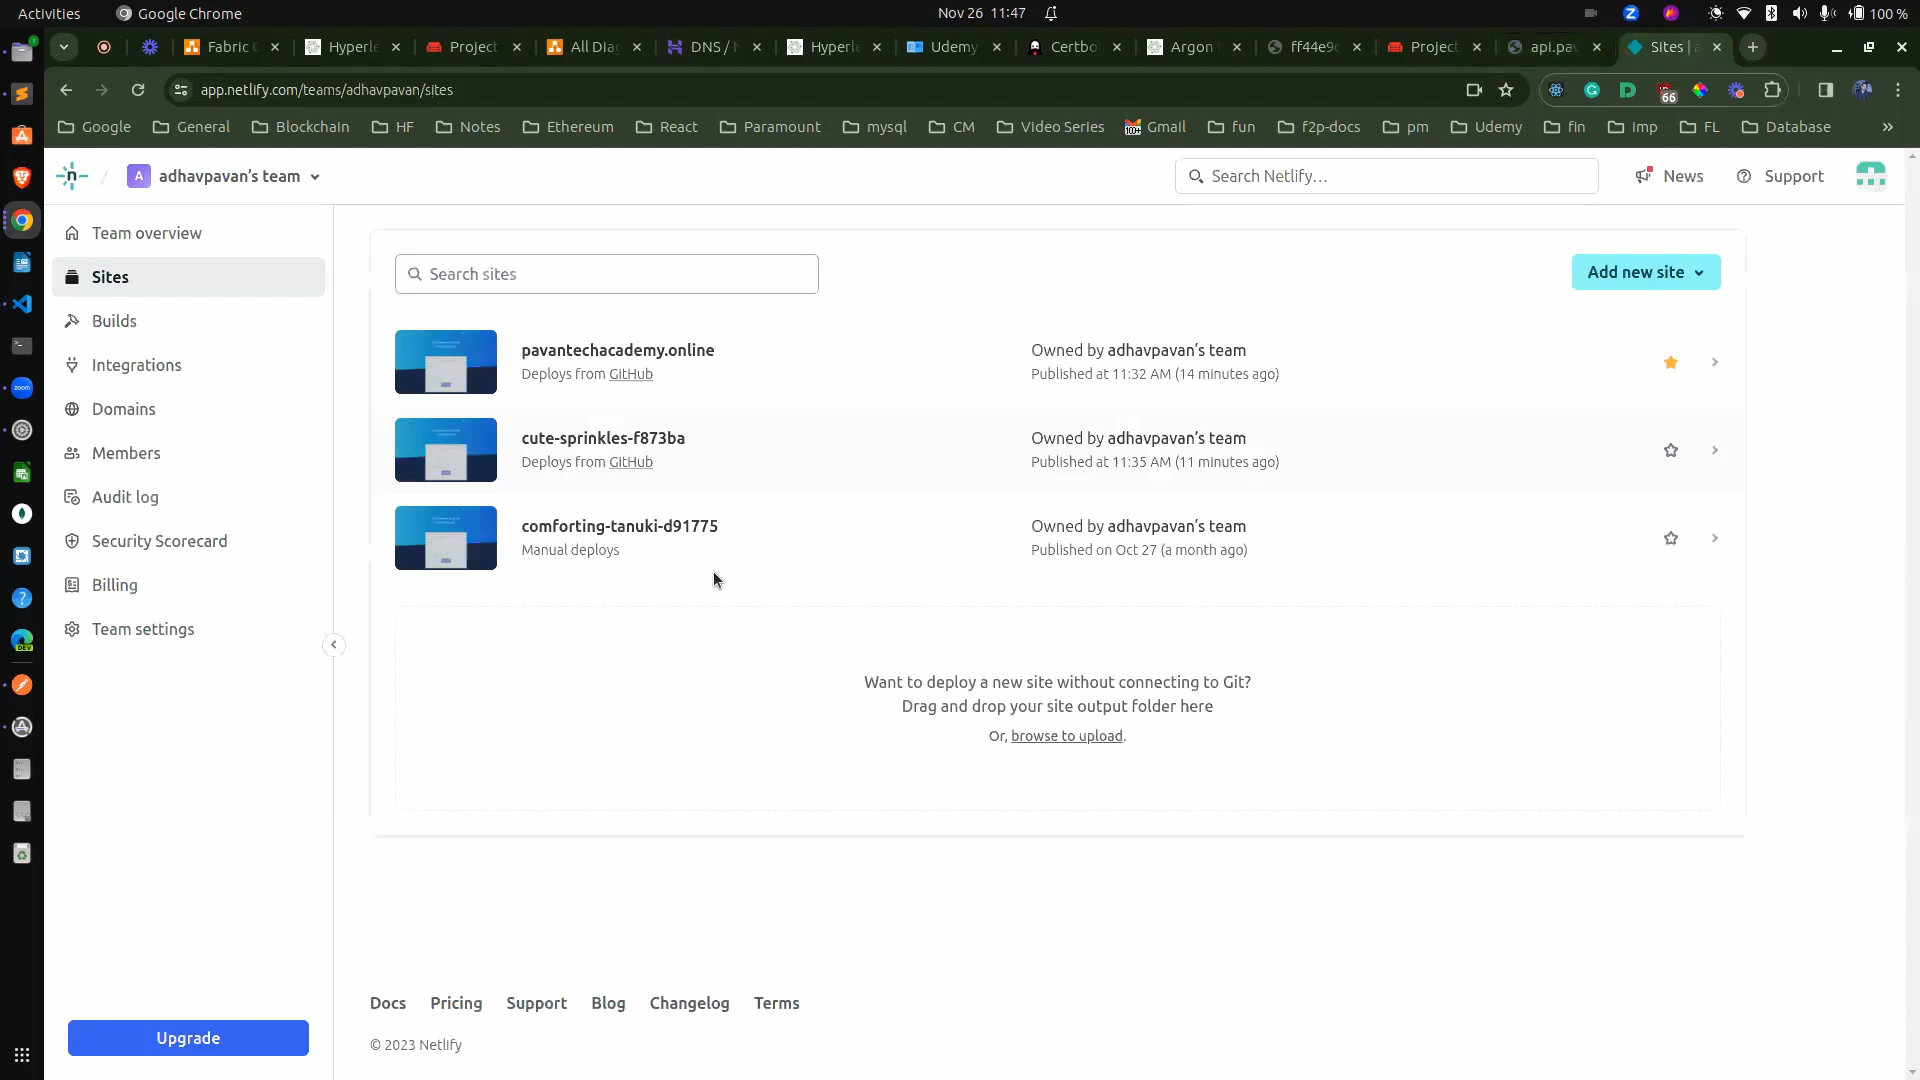 Activities
Google Chrome
Nov 26 11:47
100 %
Fabric
Hyperle
Project
All Dia
DNS /
Hyperle
Udemy
Certbo
Argon
ff44e9c
Project
api.pav
Sites |
app.netlify.com/teams/adhavpavan/sites
66
Google
General
Blockchain
HF
Notes
Ethereum
React
Paramount
mysql
CM
Video Series
100+
Gmail
fun
f2p-docs
pm
Udemy
fin
Imp
FL
Database
»
n
/
A
adhavpavan's team
Search Netlify…
News
Support
Team overview
Sites
Builds
Integrations
Domains
Members
Audit log
Security Scorecard
Billing
Team settings
Upgrade
Search sites
Add new site
pavantechacademy.online
Deploys from GitHub
Owned by adhavpavan's team
Published at 11:32 AM (14 minutes ago)
cute-sprinkles-f873ba
Deploys from GitHub
Owned by adhavpavan's team
Published at 11:35 AM (11 minutes ago)
comforting-tanuki-d91775
Manual deploys
Owned by adhavpavan's team
Published on Oct 27 (a month ago)
Want to deploy a new site without connecting to Git?
Drag and drop your site output folder here
Or, browse to upload.
Docs Pricing Support Blog Changelog Terms
© 2023 Netlify
zoom
DEV